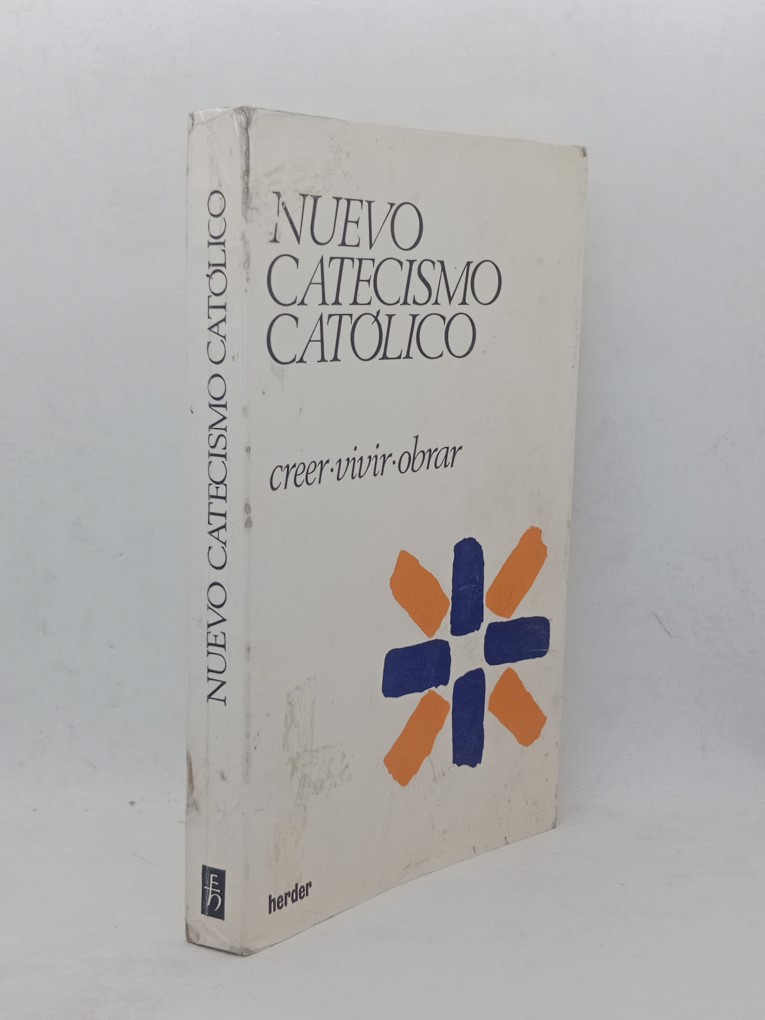 NUEVO
CATECISMO
CATÓLICO
creer·vivir·obrar
herder
NUEVO CATECISMO CATÓLICO